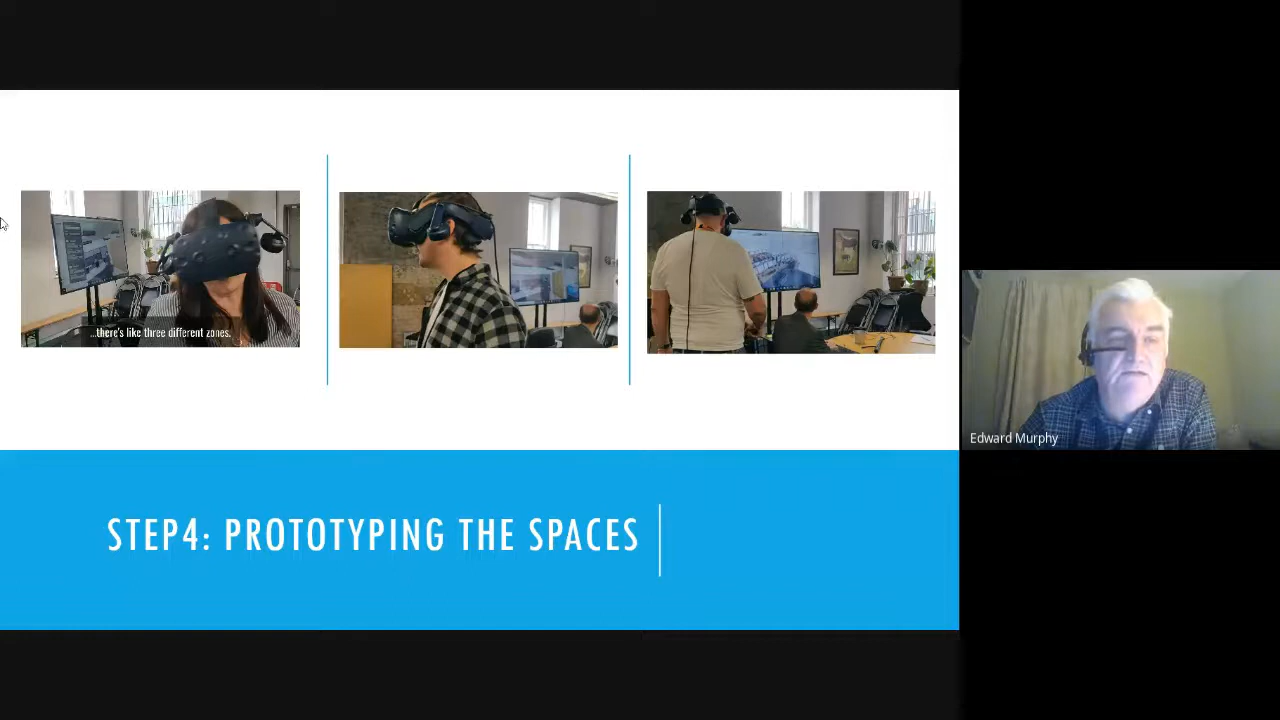 ...there's like three different zones.
STEP4: PROTOTYPING THE SPACES
Edward Murphy